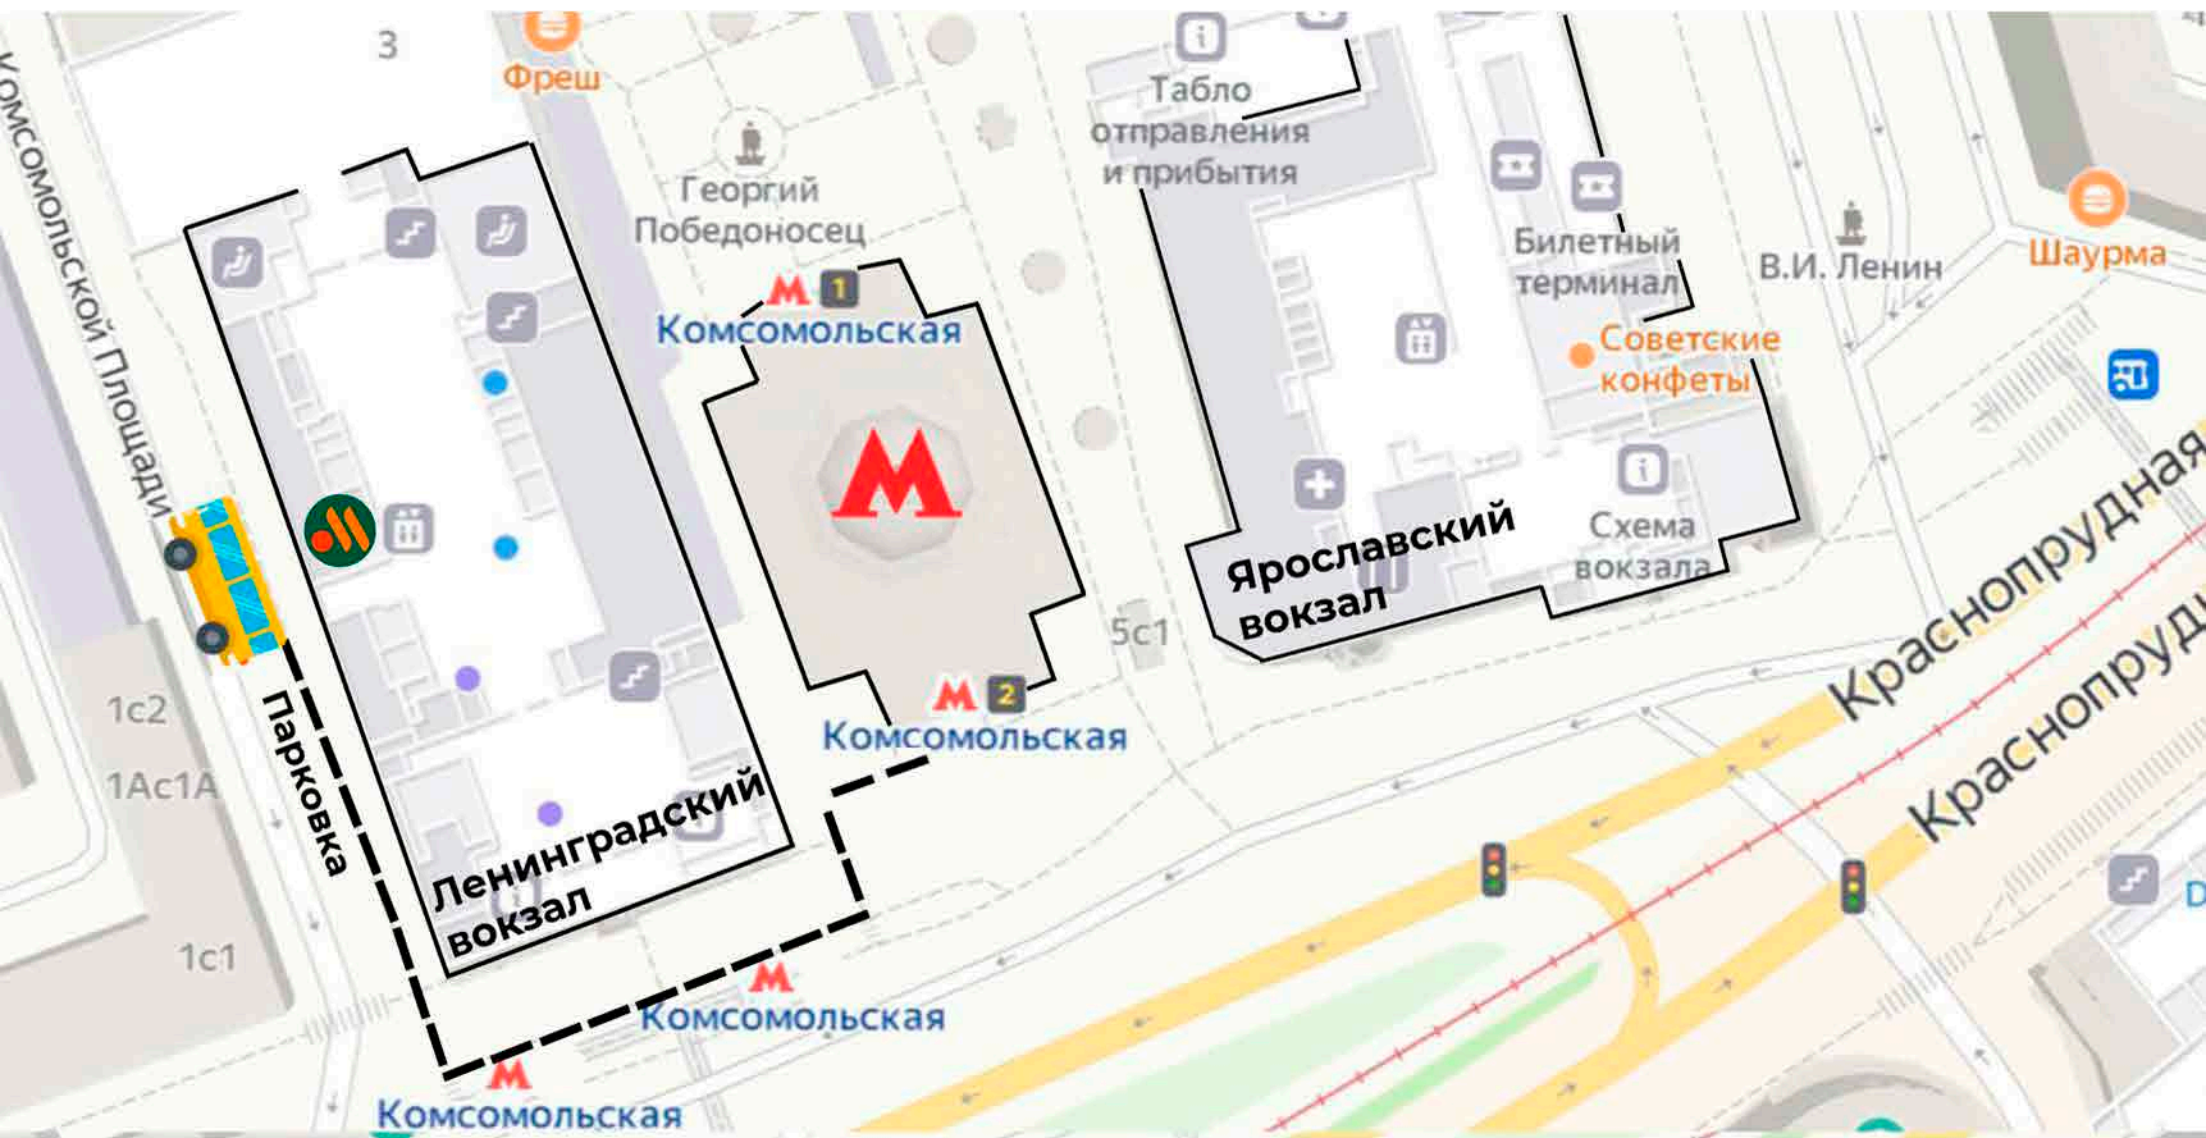 3
Фреш
Комсомольской Площади
Георгий
Победоносец
М 1
Комсомольская
М
Табло
отправления
и прибытия
Билетный
терминал
В.И. Ленин
Шаурма
Советские
конфеты
Схема
вокзала
Ярославский
вокзал
5с1
М 2
Комсомольская
Краснопрудная
Краснопруд
1с2
1Ас1А
1с1
Парковка
Ленинградский
вокзал
М
Комсомольская
М
Комсомольская